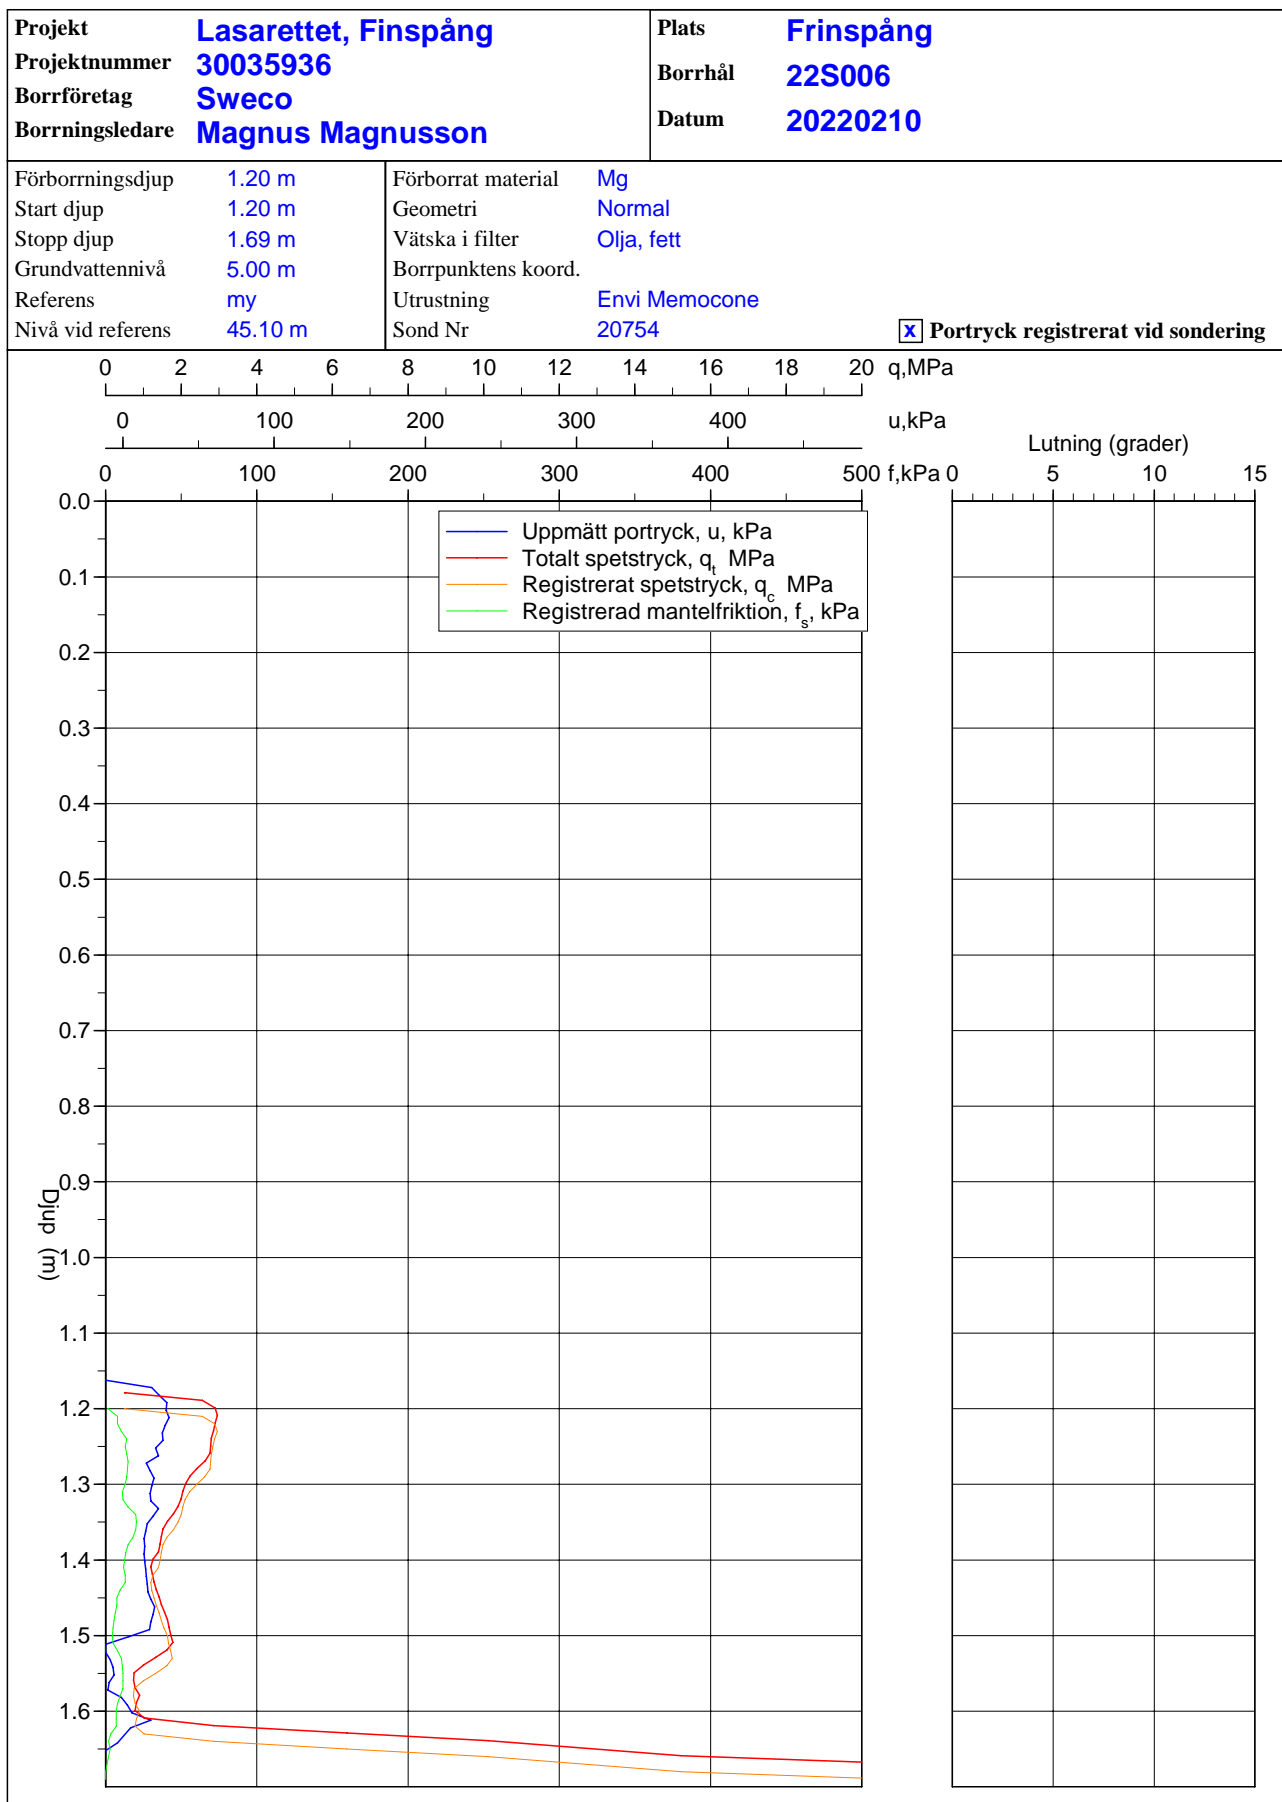 Projekt Lasarettet, Finspång
Projektnummer 30035936
Borrföretag Sweco
Borrningsledare Magnus Magnusson
Plats Frinspång
Borrhål 22S006
Datum 20220210
Förborrningsdjup 1.20 m
Start djup 1.20 m
Stopp djup 1.69 m
Grundvattennivå 5.00 m
Referens my
Nivå vid referens 45.10 m
Förborrat material Mg
Geometri Normal
Vätska i filter Olja, fett
Borrpunktens koord.
Utrustning Envi Memocone
Sond Nr 20754
x Portryck registrerat vid sondering
0 2 4 6 8 10 12 14 16 18 20 q,MPa
0 100 200 300 400 u,kPa
0 100 200 300 400 500 f,kPa
Lutning (grader)
0 5 10 15
Uppmätt portryck, u, kPa
Totalt spetstryck, qt MPa
Registrerat spetstryck, qc MPa
Registrerad mantelfriktion, fs, kPa
0.0
0.1
0.2
0.3
0.4
0.5
0.6
0.7
0.8
0.9
1.0
1.1
1.2
1.3
1.4
1.5
1.6
Djup (m)